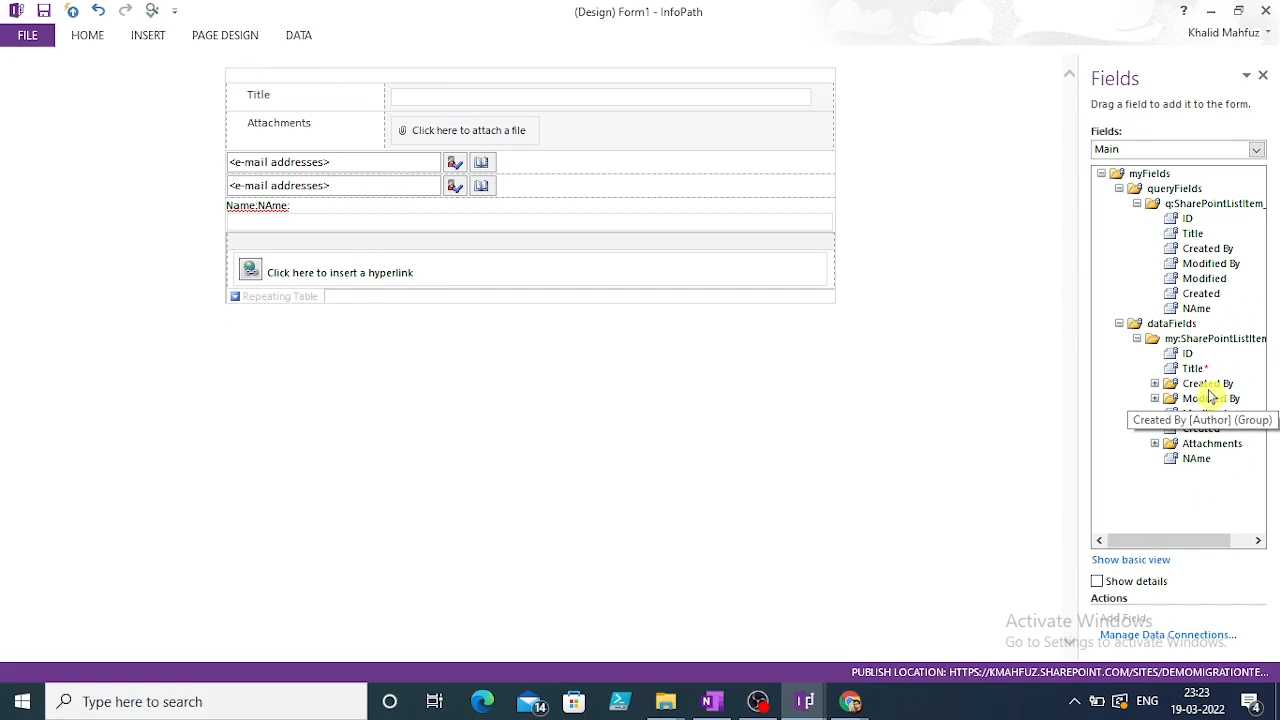 (Design) Form1 - InfoPath
?
FILE HOME INSERT PAGE DESIGN DATA
Khalid Mahfuz
Title
Attachments
Click here to attach a file
<e-mail addresses>
<e-mail addresses>
Name:NAme:
Click here to insert a hyperlink
Repeating Table
Fields
Drag a field to add it to the form.
Fields:
Main
myFields
queryFields
q:SharePointListItem_
ID
Title
Created By
Modified By
Modified
Created
NAme
dataFields
my:SharePointListItem
ID
Title*
Created By
Modified By
Created By [Author] (Group)
Created
Attachments
NAme
Show basic view
Show details
Actions
Add Field
Manage Data Connections...
Activate Windows
Go to Settings to activate Windows.
PUBLISH LOCATION: HTTPS://KMAHFUZ.SHAREPOINT.COM/SITES/DEMOMIGRATIONTE...
Type here to search
14
ENG
23:23
19-03-2022
4